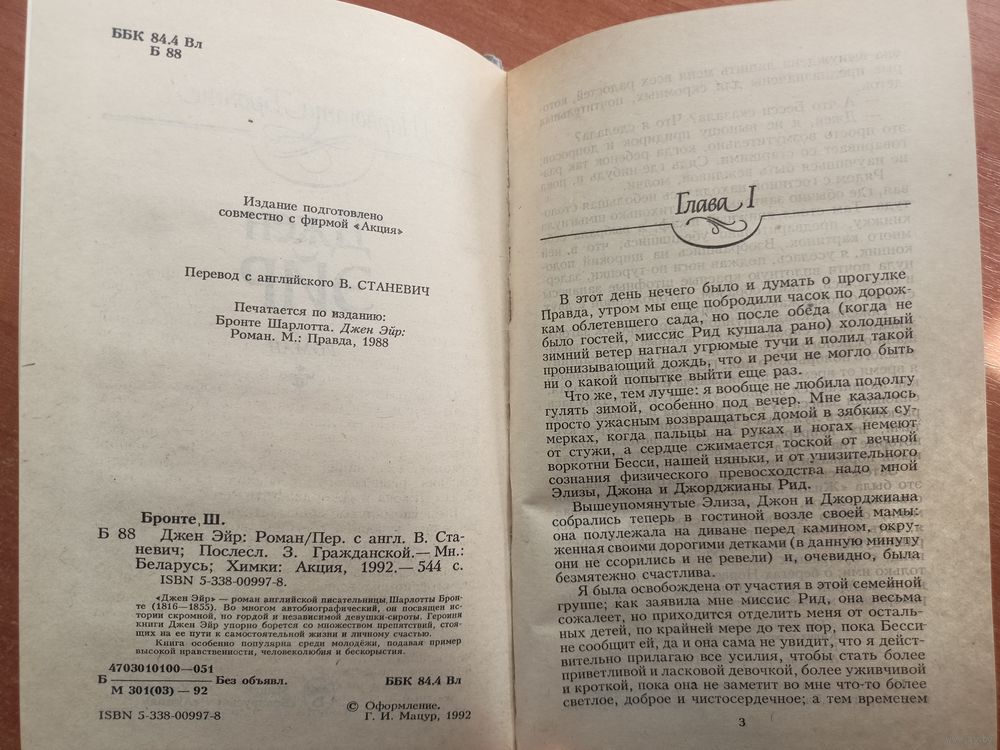 ББК 84.4 Вл
Б 88
Издание подготовлено
совместно с фирмой «Акция»
Перевод с английского В. СТАНЕВИЧ
Печатается по изданию:
Бронте Шарлотта. Джен Эйр:
Роман. М.: Правда, 1988
Бронте, Ш.
Б 88 Джен Эйр: Роман/Пер. с англ. В. Ста-
невич; Послесл. З. Гражданской.— Мн.:
Беларусь; Химки: Акция, 1992.— 544 с.
ISBN 5-338-00997-8.
«Джен Эйр» — роман английской писательницы Шарлотты Брон-
те (1816—1855). Во многом автобиографический, он посвящен ис-
тории скромной, но гордой и независимой девушки-сироты. Героиня
книги Джен Эйр упорно борется со множеством препятствий, стоя-
щих на ее пути к самостоятельной жизни и личному счастью.
Книга особенно популярна среди молодёжи, подавая пример
высокой нравственности, человеколюбия и бескорыстия.
4703010100—051
Б Без объявл.
М 301(03) — 92
ББК 84.4 Вл
ISBN 5-338-00997-8
© Оформление.
Г. И. Мацур, 1992
Глава I
В этот день нечего было и думать о прогулке
Правда, утром мы еще побродили часок по дорож-
кам облетевшего сада, но после обеда (когда не
было гостей, миссис Рид кушала рано) холодный
зимний ветер нагнал угрюмые тучи и полил такой
пронизывающий дождь, что и речи не могло быть
ни о какой попытке выйти еще раз.
Что же, тем лучше: я вообще не любила подолгу
гулять зимой, особенно под вечер. Мне казалось
просто ужасным возвращаться домой в зябких су-
мерках, когда пальцы на руках и ногах немеют
от стужи, а сердце сжимается тоской от вечной
воркотни Бесси, нашей няньки, и от унизительного
сознания физического превосходства надо мной
Элизы, Джона и Джорджианы Рид.
Вышеупомянутые Элиза, Джон и Джорджиана
собрались теперь в гостиной возле своей мамы:
она полулежала на диване перед камином, окру-
женная своими дорогими детками (в данную минуту
они не ссорились и не ревели) и, очевидно, была
безмятежно счастлива.
Я была освобождена от участия в этой семейной
группе; как заявила мне миссис Рид, она весьма
сожалеет, но приходится отделить меня от осталь-
ных детей, по крайней мере до тех пор, пока Бесси
не сообщит ей, да и она сама не увидит, что я дейст-
вительно прилагаю все усилия, чтобы стать более
приветливой и ласковой девочкой, более уживчивой
и кроткой, пока она не заметит во мне что-то более
светлое, доброе и чистосердечное; а тем временем
3